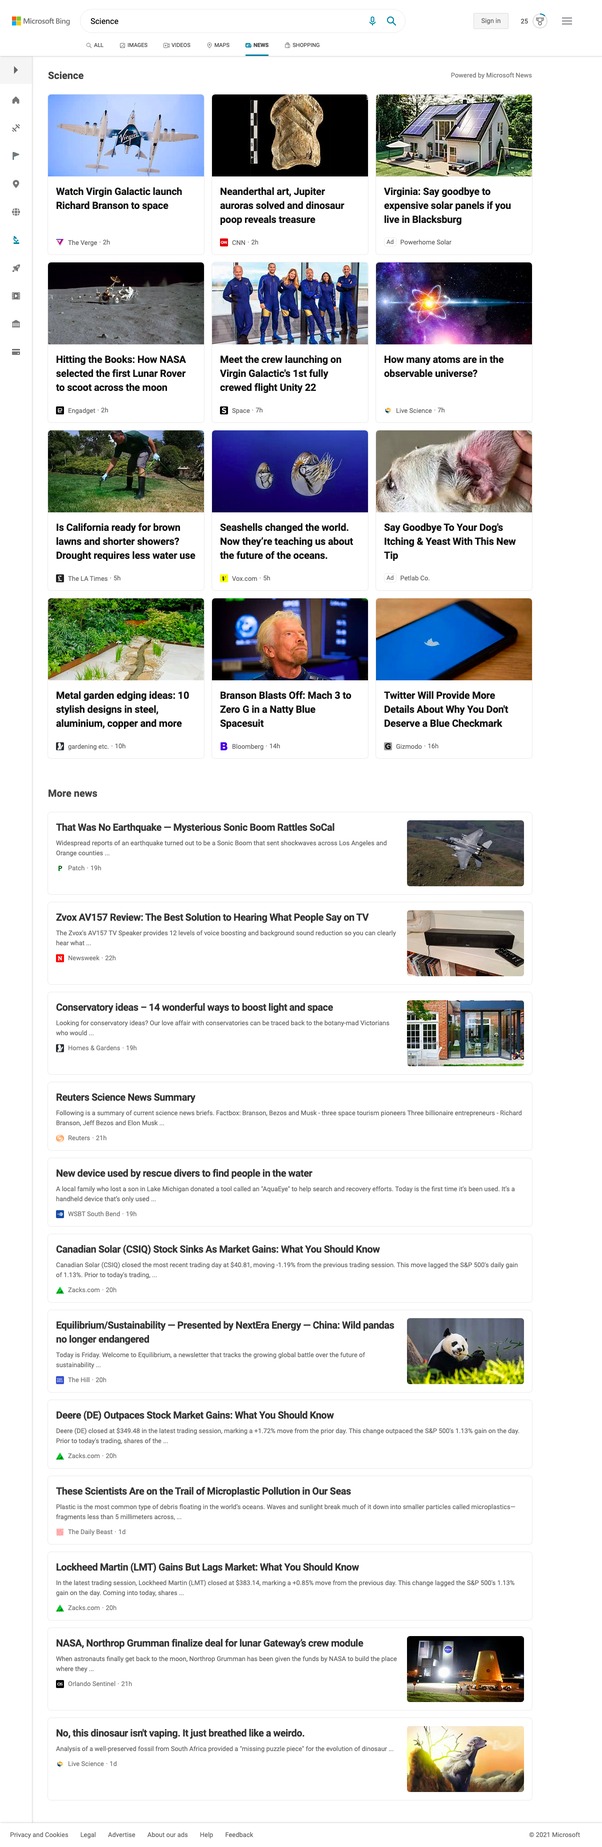 Microsoft Bing
Science
Sign in
25
ALL
IMAGES
VIDEOS
MAPS
NEWS
SHOPPING
Science
Powered by Microsoft News
Watch Virgin Galactic launch
Richard Branson to space
The Verge · 2h
Neanderthal art, Jupiter
auroras solved and dinosaur
poop reveals treasure
CNN · 2h
Virginia: Say goodbye to
expensive solar panels if you
live in Blacksburg
Ad Powerhome Solar
Hitting the Books: How NASA
selected the first Lunar Rover
to scoot across the moon
Engadget · 2h
Meet the crew launching on
Virgin Galactic's 1st fully
crewed flight Unity 22
Space · 7h
How many atoms are in the
observable universe?
Live Science · 7h
Is California ready for brown
lawns and shorter showers?
Drought requires less water use
The LA Times · 5h
Seashells changed the world.
Now they're teaching us about
the future of the oceans.
Vox.com · 5h
Say Goodbye To Your Dog's
Itching & Yeast With This New
Tip
Ad Petlab Co.
Metal garden edging ideas: 10
stylish designs in steel,
aluminium, copper and more
gardening etc. · 10h
Branson Blasts Off: Mach 3 to
Zero G in a Natty Blue
Spacesuit
Bloomberg · 14h
Twitter Will Provide More
Details About Why You Don't
Deserve a Blue Checkmark
Gizmodo · 16h
More news
That Was No Earthquake — Mysterious Sonic Boom Rattles SoCal
Widespread reports of an earthquake turned out to be a Sonic Boom that sent shockwaves across Los Angeles and
Orange counties ...
Patch · 19h
Zvox AV157 Review: The Best Solution to Hearing What People Say on TV
The Zvox's AV157 TV Speaker provides 12 levels of voice boosting and background sound reduction so you can clearly
hear what ...
Newsweek · 22h
Conservatory ideas – 14 wonderful ways to boost light and space
Looking for conservatory ideas? Our love affair with conservatories can be traced back to the botany-mad Victorians
who would ...
Homes & Gardens · 19h
Reuters Science News Summary
Following is a summary of current science news briefs. Factbox: Branson, Bezos and Musk - three space tourism pioneers Three billionaire entrepreneurs - Richard
Branson, Jeff Bezos and Elon Musk ...
Reuters · 21h
New device used by rescue divers to find people in the water
A local family who lost a son in Lake Michigan donated a tool called an "AquaEye" to help search and recovery efforts. Today is the first time it's been used. It's a
handheld device that's only used ...
WSBT South Bend · 19h
Canadian Solar (CSIQ) Stock Sinks As Market Gains: What You Should Know
Canadian Solar (CSIQ) closed the most recent trading day at $40.81, moving -1.19% from the previous trading session. This move lagged the S&P 500's daily gain
of 1.13%. Prior to today's trading, ...
Zacks.com · 20h
Equilibrium/Sustainability — Presented by NextEra Energy — China: Wild pandas
no longer endangered
Today is Friday. Welcome to Equilibrium, a newsletter that tracks the growing global battle over the future of
sustainability ...
The Hill · 20h
Deere (DE) Outpaces Stock Market Gains: What You Should Know
Deere (DE) closed at $349.48 in the latest trading session, marking a +1.72% move from the prior day. This change outpaced the S&P 500's 1.13% gain on the day.
Prior to today's trading, shares of the ...
Zacks.com · 20h
These Scientists Are on the Trail of Microplastic Pollution in Our Seas
Plastic is the most common type of debris floating in the world's oceans. Waves and sunlight break much of it down into smaller particles called microplastics—
fragments less than 5 millimeters across, ...
The Daily Beast · 1d
Lockheed Martin (LMT) Gains But Lags Market: What You Should Know
In the latest trading session, Lockheed Martin (LMT) closed at $383.14, marking a +0.85% move from the previous day. This change lagged the S&P 500's 1.13%
gain on the day. Coming into today, shares ...
Zacks.com · 20h
NASA, Northrop Grumman finalize deal for lunar Gateway's crew module
When astronauts finally get back to the moon, Northrop Grumman has been given the funds by NASA to build the place
where they ...
Orlando Sentinel · 21h
No, this dinosaur isn't vaping. It just breathed like a weirdo.
Analysis of a well-preserved fossil from South Africa provided a "missing puzzle piece" for the evolution of dinosaur ...
Live Science · 1d
Privacy and Cookies
Legal
Advertise
About our ads
Help
Feedback
© 2021 Microsoft